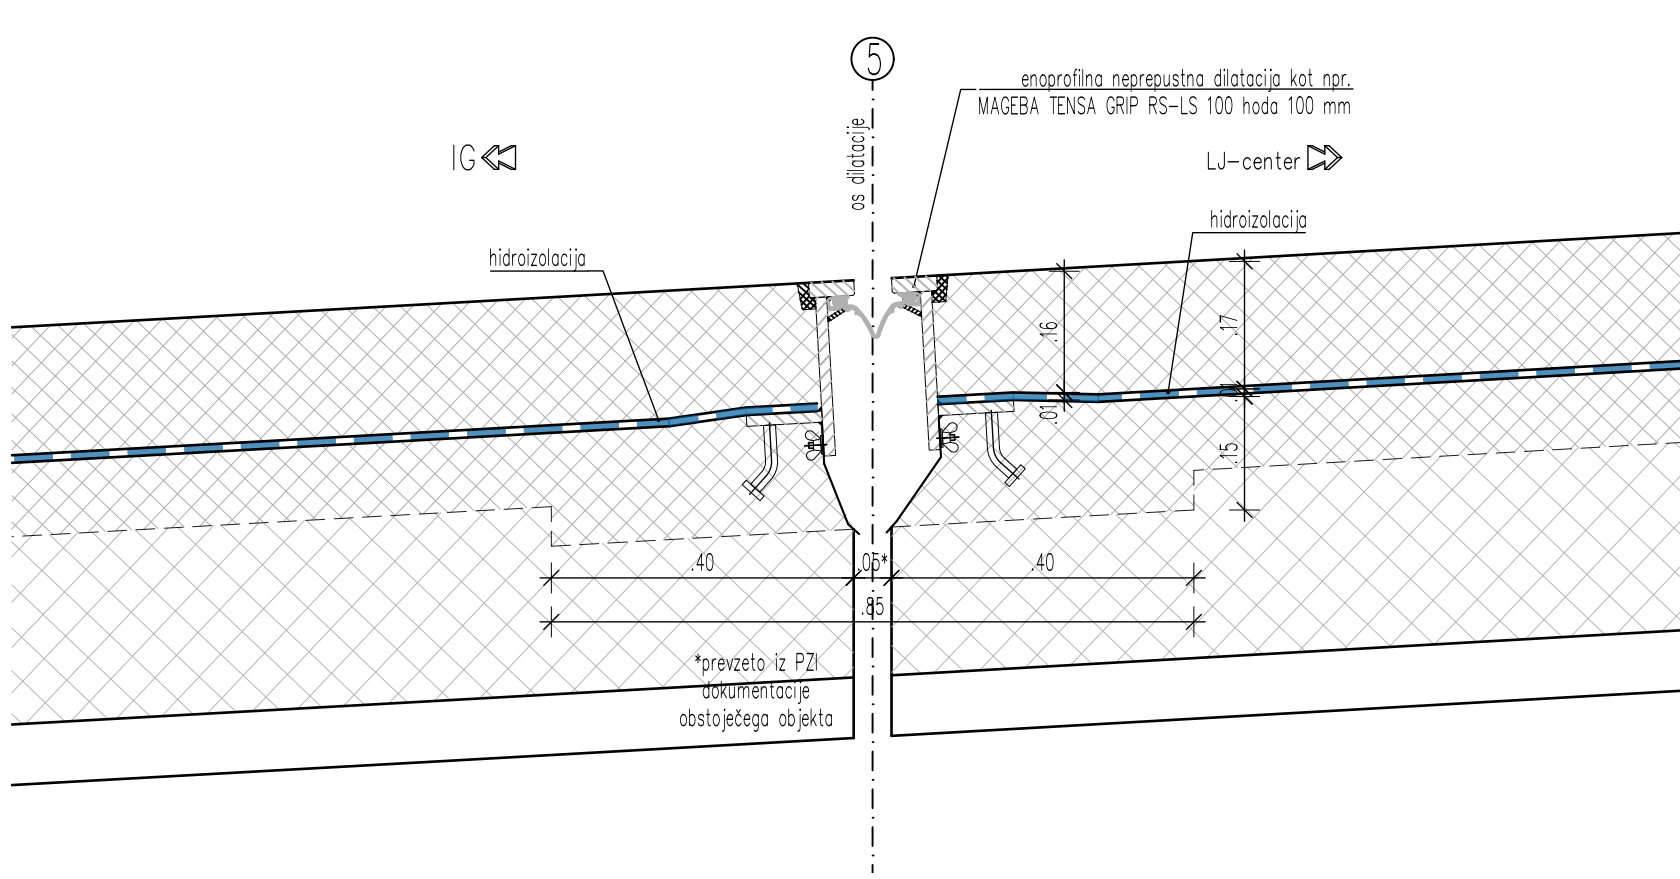 5
enoprofilna neprepustna dilatacija kot npr.
MAGEBA TENSA GRIP RS-LS 100 hoda 100 mm
os dilatacije
IG
LJ-center
hidroizolacija
hidroizolacija
.16
.17
.01
.15
.40
.05*
.40
.85
*prevzeto iz PZI
dokumentacije
obstoječega objekta